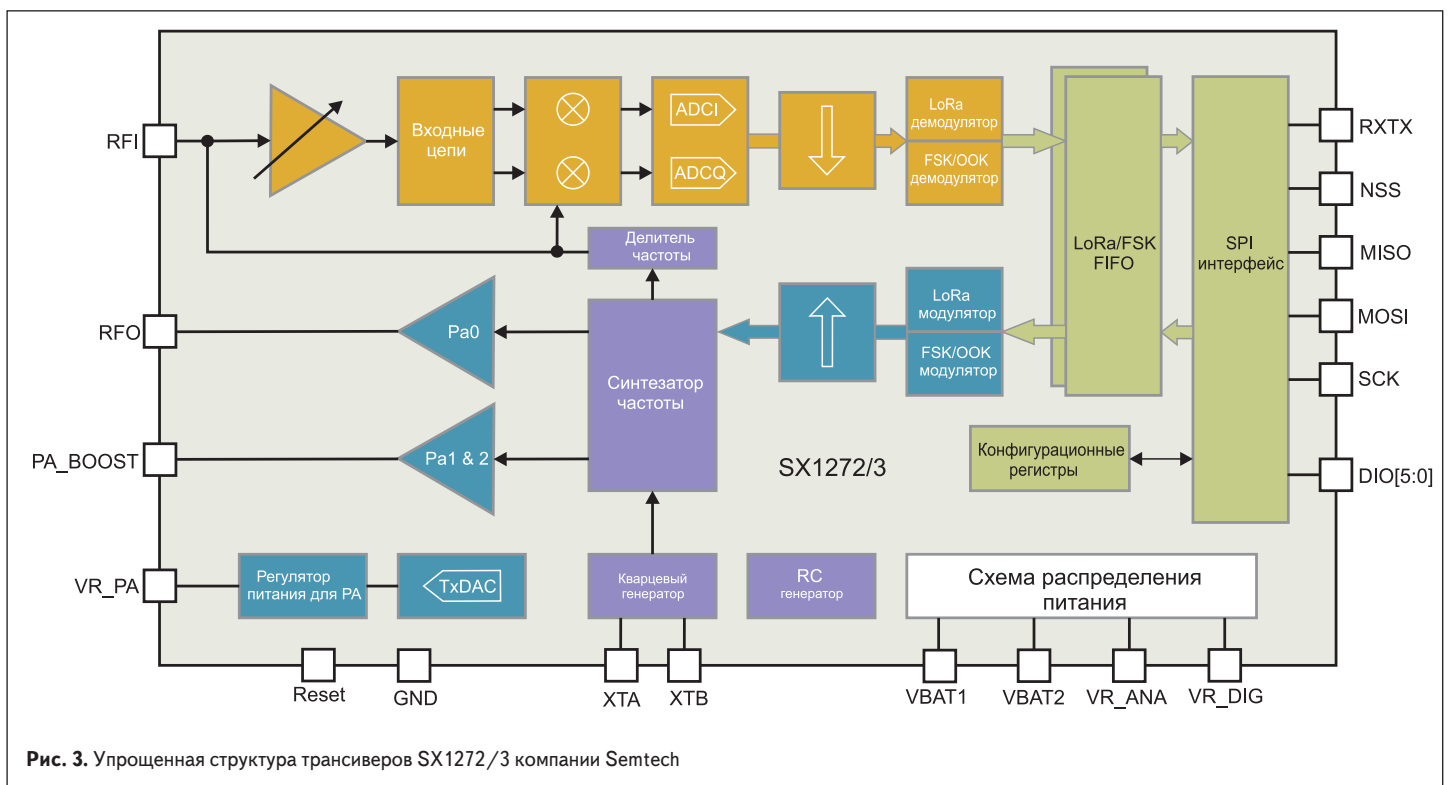 RFI
Входные
цепи
ADCI
ADCQ
LoRa
демодулятор
FSK/OOK
демодулятор
LoRa/FSK
FIFO
SPI
интерфейс
RXTX
NSS
MISO
MOSI
SCK
DIO[5:0]
Делитель
частоты
RFO
Pa0
Синтезатор
частоты
LoRa
модулятор
FSK/OOK
модулятор
PA_BOOST
Pa1 & 2
SX1272/3
Конфигурационные
регистры
VR_PA
Регулятор
питания для PA
TxDAC
Кварцевый
генератор
RC
генератор
Схема распределения
питания
Reset
GND
XTA
XTB
VBAT1
VBAT2
VR_ANA
VR_DIG
Рис. 3. Упрощенная структура трансиверов SX1272/3 компании Semtech